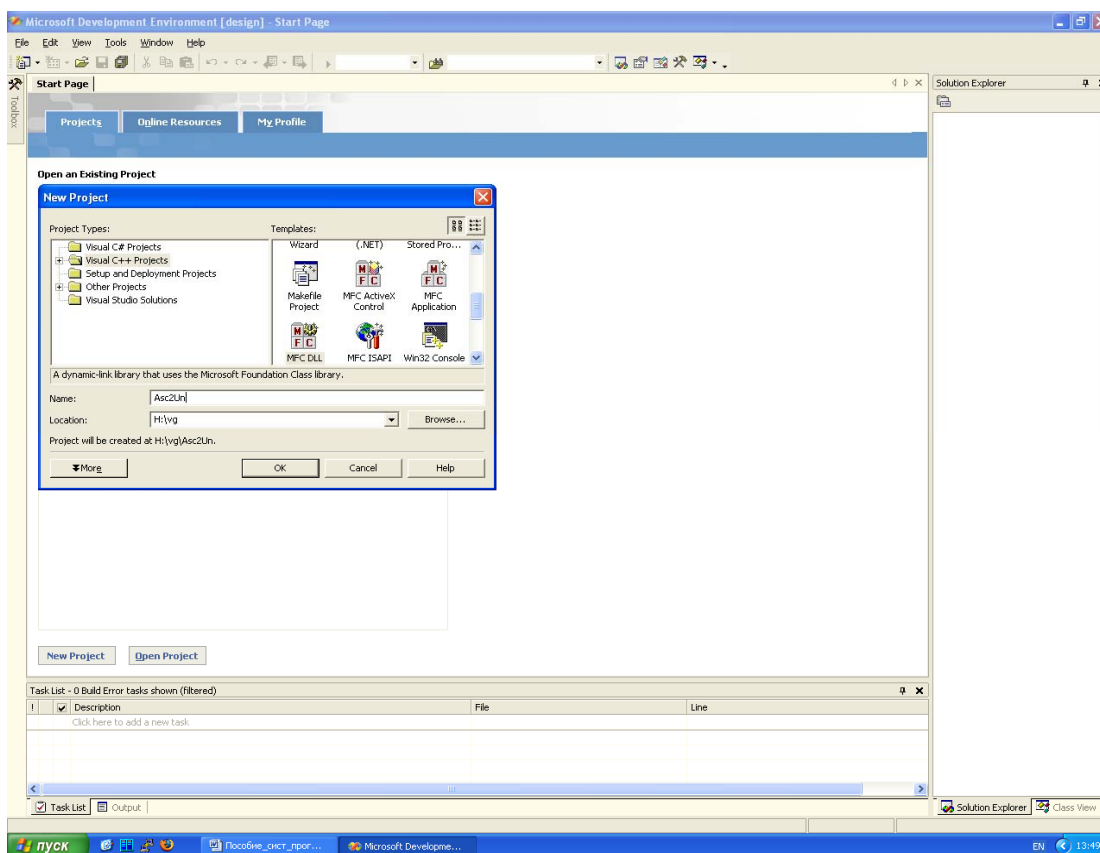 Microsoft Development Environment [design] - Start Page
File Edit View Tools Window Help
Toolbox
Start Page
Solution Explorer
Projects Online Resources My Profile
Open an Existing Project
New Project
Project Types:
Templates:
Visual C# Projects
Visual C++ Projects
Setup and Deployment Projects
Other Projects
Visual Studio Solutions
Wizard (.NET) Stored Pro...
Makefile Project
MFC ActiveX Control
MFC Application
MFC DLL
MFC ISAPI
Win32 Console
A dynamic-link library that uses the Microsoft Foundation Class library.
Name: Asc2Un
Location: H:\vg Browse...
Project will be created at H:\vg\Asc2Un.
More OK Cancel Help
New Project Open Project
Task List - 0 Build Error tasks shown (filtered)
! Description File Line
Click here to add a new task
Task List Output
Solution Explorer Class View
пуск Пособие_сист_прог... Microsoft Developme... EN 13:49